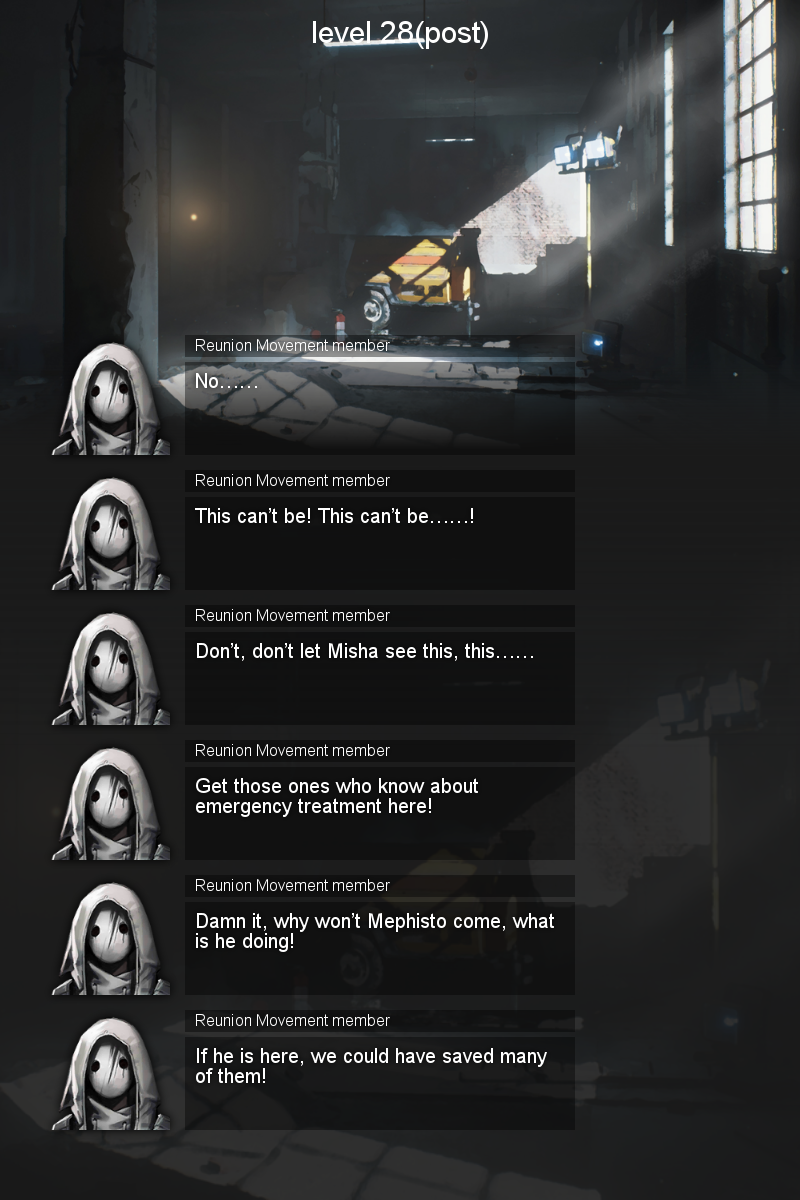 level 28(post)
Reunion Movement member
No......
Reunion Movement member
This can't be! This can't be......!
Reunion Movement member
Don't, don't let Misha see this, this......
Reunion Movement member
Get those ones who know about
emergency treatment here!
Reunion Movement member
Damn it, why won't Mephisto come, what
is he doing!
Reunion Movement member
If he is here, we could have saved many
of them!